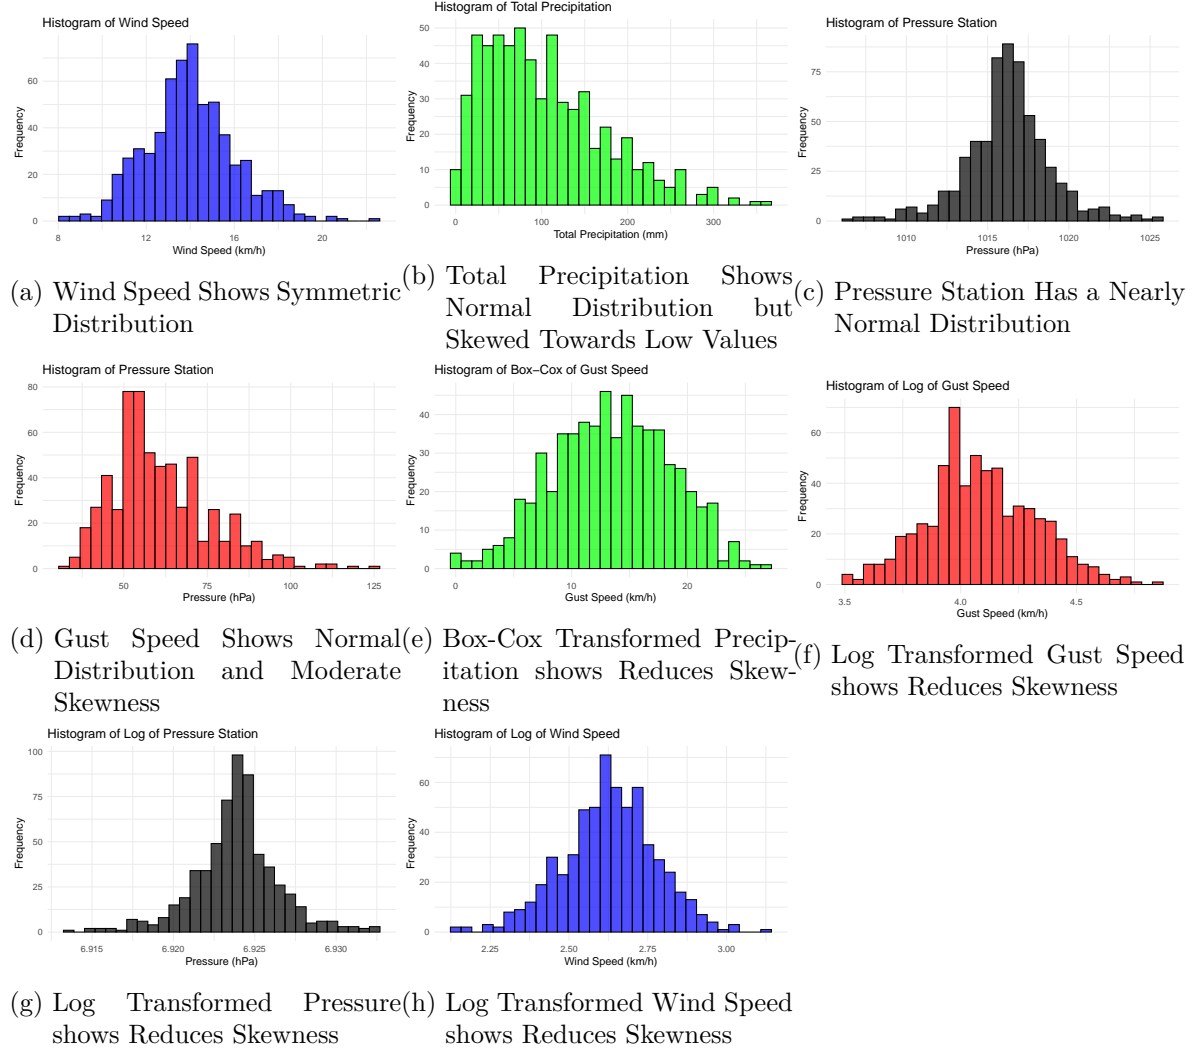 Histogram of Wind Speed
Frequency
60
40
20
0
8 12 16 20
Wind Speed (km/h)
(a) Wind Speed Shows Symmetric
Distribution
Histogram of Total Precipitation
Frequency
50
40
30
20
10
0
0 100 200 300
Total Precipitation (mm)
(b) Total Precipitation Shows
Normal Distribution but
Skewed Towards Low Values
Histogram of Pressure Station
Frequency
75
50
25
0
1010 1015 1020 1025
Pressure (hPa)
(c) Pressure Station Has a Nearly
Normal Distribution
Histogram of Pressure Station
Frequency
80
60
40
20
0
50 75 100 125
Pressure (hPa)
(d) Gust Speed Shows Normal
Distribution and Moderate
Skewness
Histogram of Box–Cox of Gust Speed
Frequency
40
30
20
10
0
0 10 20
Gust Speed (km/h)
(e) Box-Cox Transformed Precip-
itation shows Reduces Skew-
ness
Histogram of Log of Gust Speed
Frequency
60
40
20
0
3.5 4.0 4.5
Gust Speed (km/h)
(f) Log Transformed Gust Speed
shows Reduces Skewness
Histogram of Log of Pressure Station
Frequency
100
75
50
25
0
6.915 6.920 6.925 6.930
Pressure (hPa)
(g) Log Transformed Pressure
shows Reduces Skewness
Histogram of Log of Wind Speed
Frequency
60
40
20
0
2.25 2.50 2.75 3.00
Wind Speed (km/h)
(h) Log Transformed Wind Speed
shows Reduces Skewness